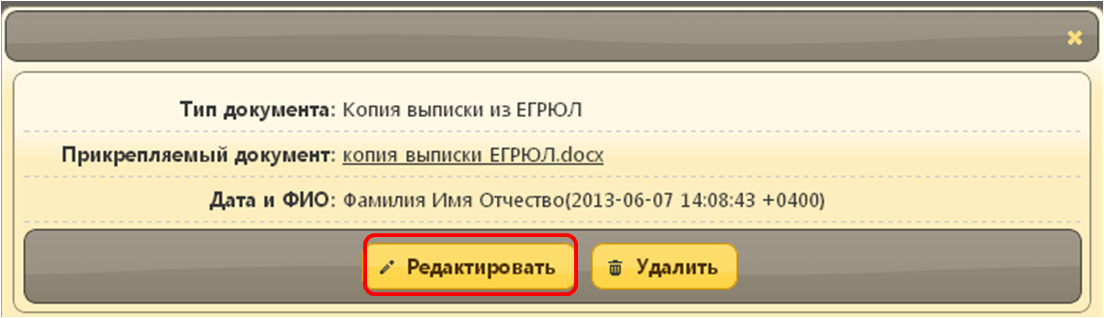 Тип документа: Копия выписки из ЕГРЮЛ
Прикрепляемый документ: копия выписки ЕГРЮЛ.docx
Дата и ФИО: Фамилия Имя Отчество(2013-06-07 14:08:43 +0400)
Редактировать Удалить